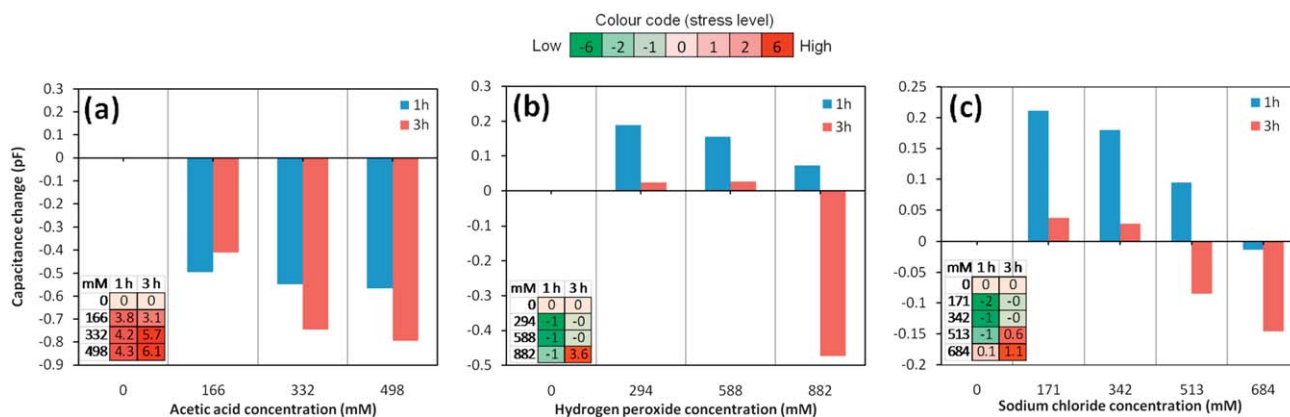 Colour code (stress level)
Low -6 -2 -1 0 1 2 6 High
(a)
1h
3h
Capacitance change (pF)
0.3
0.2
0.1
0
-0.1
-0.2
-0.3
-0.4
-0.5
-0.6
-0.7
-0.8
-0.9
mM 1 h 3 h
0 0 0
166 3.8 3.1
332 4.2 5.7
498 4.3 6.1
0 166 332 498
Acetic acid concentration (mM)
(b)
1h
3h
0.3
0.2
0.1
0
-0.1
-0.2
-0.3
-0.4
-0.5
mM 1 h 3 h
0 0 0
294 -1 -0
588 -1 -0
882 -1 3.6
0 294 588 882
Hydrogen peroxide concentration (mM)
(c)
1h
3h
0.25
0.2
0.15
0.1
0.05
0
-0.05
-0.1
-0.15
-0.2
mM 1 h 3 h
0 0 0
171 -2 -0
342 -1 -0
513 -1 0.6
684 0.1 1.1
0 171 342 513 684
Sodium chloride concentration (mM)